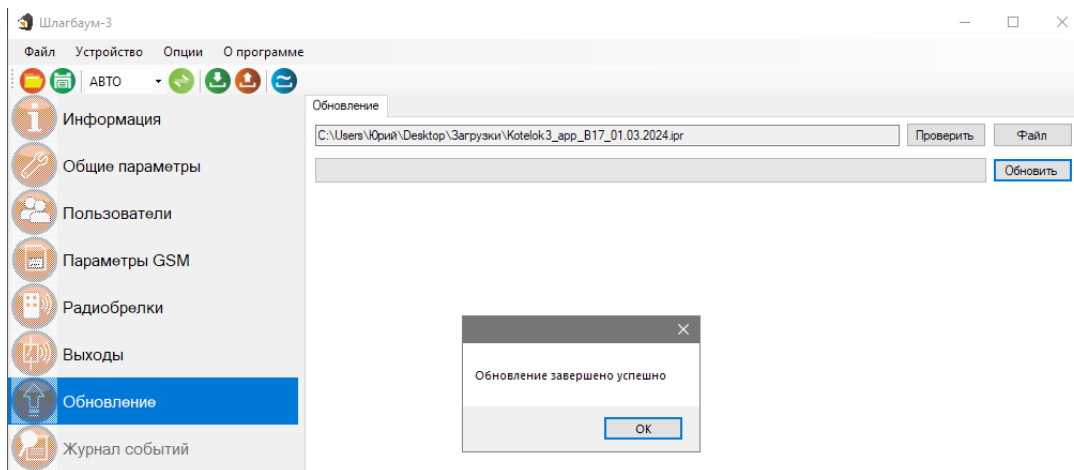 Шлагбаум-3
Файл Устройство Опции О программе
АВТО
Обновление
Информация
C:\Users\Юрий\Desktop\Загрузки\Kotelok3_app_B17_01.03.2024.ipr Проверить Файл
Общие параметры
Обновить
Пользователи
Параметры GSM
Радиобрелки
Выходы
Обновление завершено успешно
Обновление
OK
Журнал событий